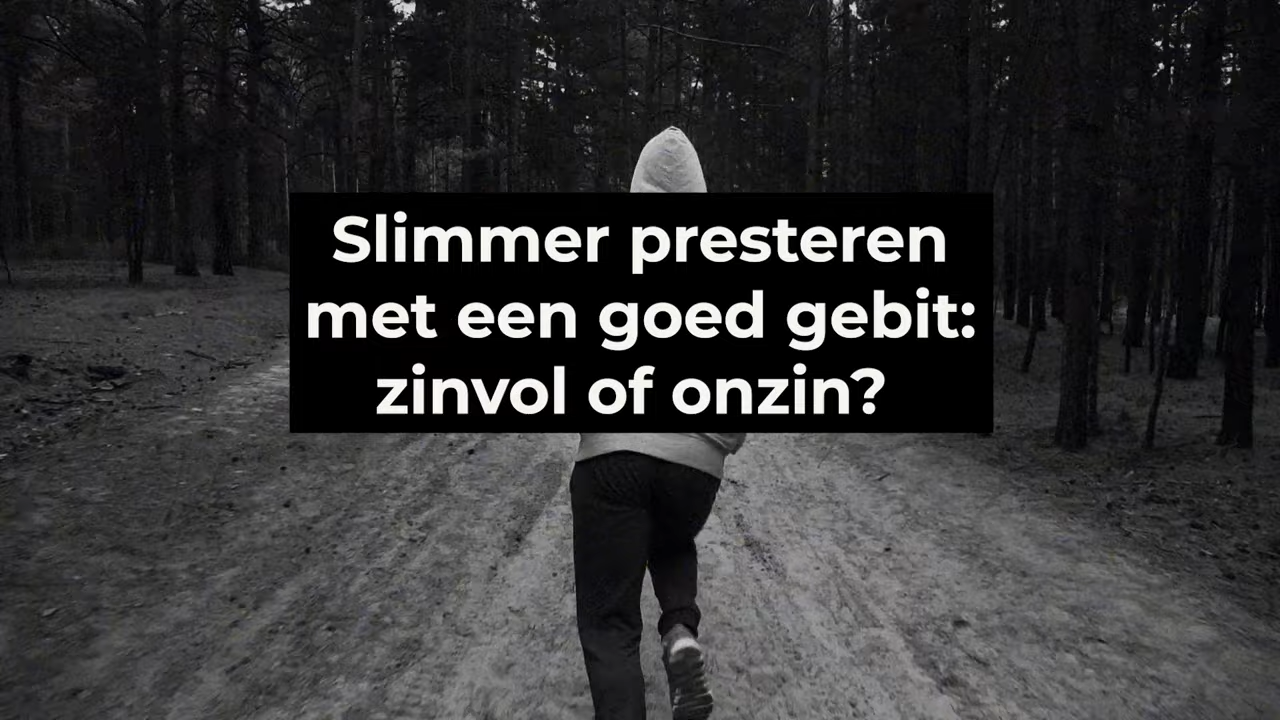 Slimmer presteren
met een goed gebit:
zinvol of onzin?